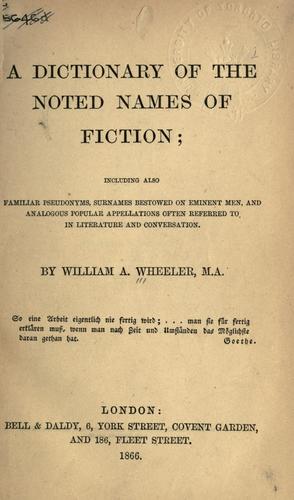 A DICTIONARY OF THE
NOTED NAMES OF
FICTION;
INCLUDING ALSO
FAMILIAR PSEUDONYMS, SURNAMES BESTOWED ON EMINENT MEN, AND
ANALOGOUS POPULAR APPELLATIONS OFTEN REFERRED TO
IN LITERATURE AND CONVERSATION.
BY WILLIAM A. WHEELER, M.A.
So eine Arbeit eigentlich nie fertig wird; . . . man sie für fertig
erklären muß, wenn man nach Zeit und Umständen das Möglichste
daran gethan hat.
Goethe.
LONDON:
BELL & DALDY, 6, YORK STREET, COVENT GARDEN,
AND 186, FLEET STREET.
1866.